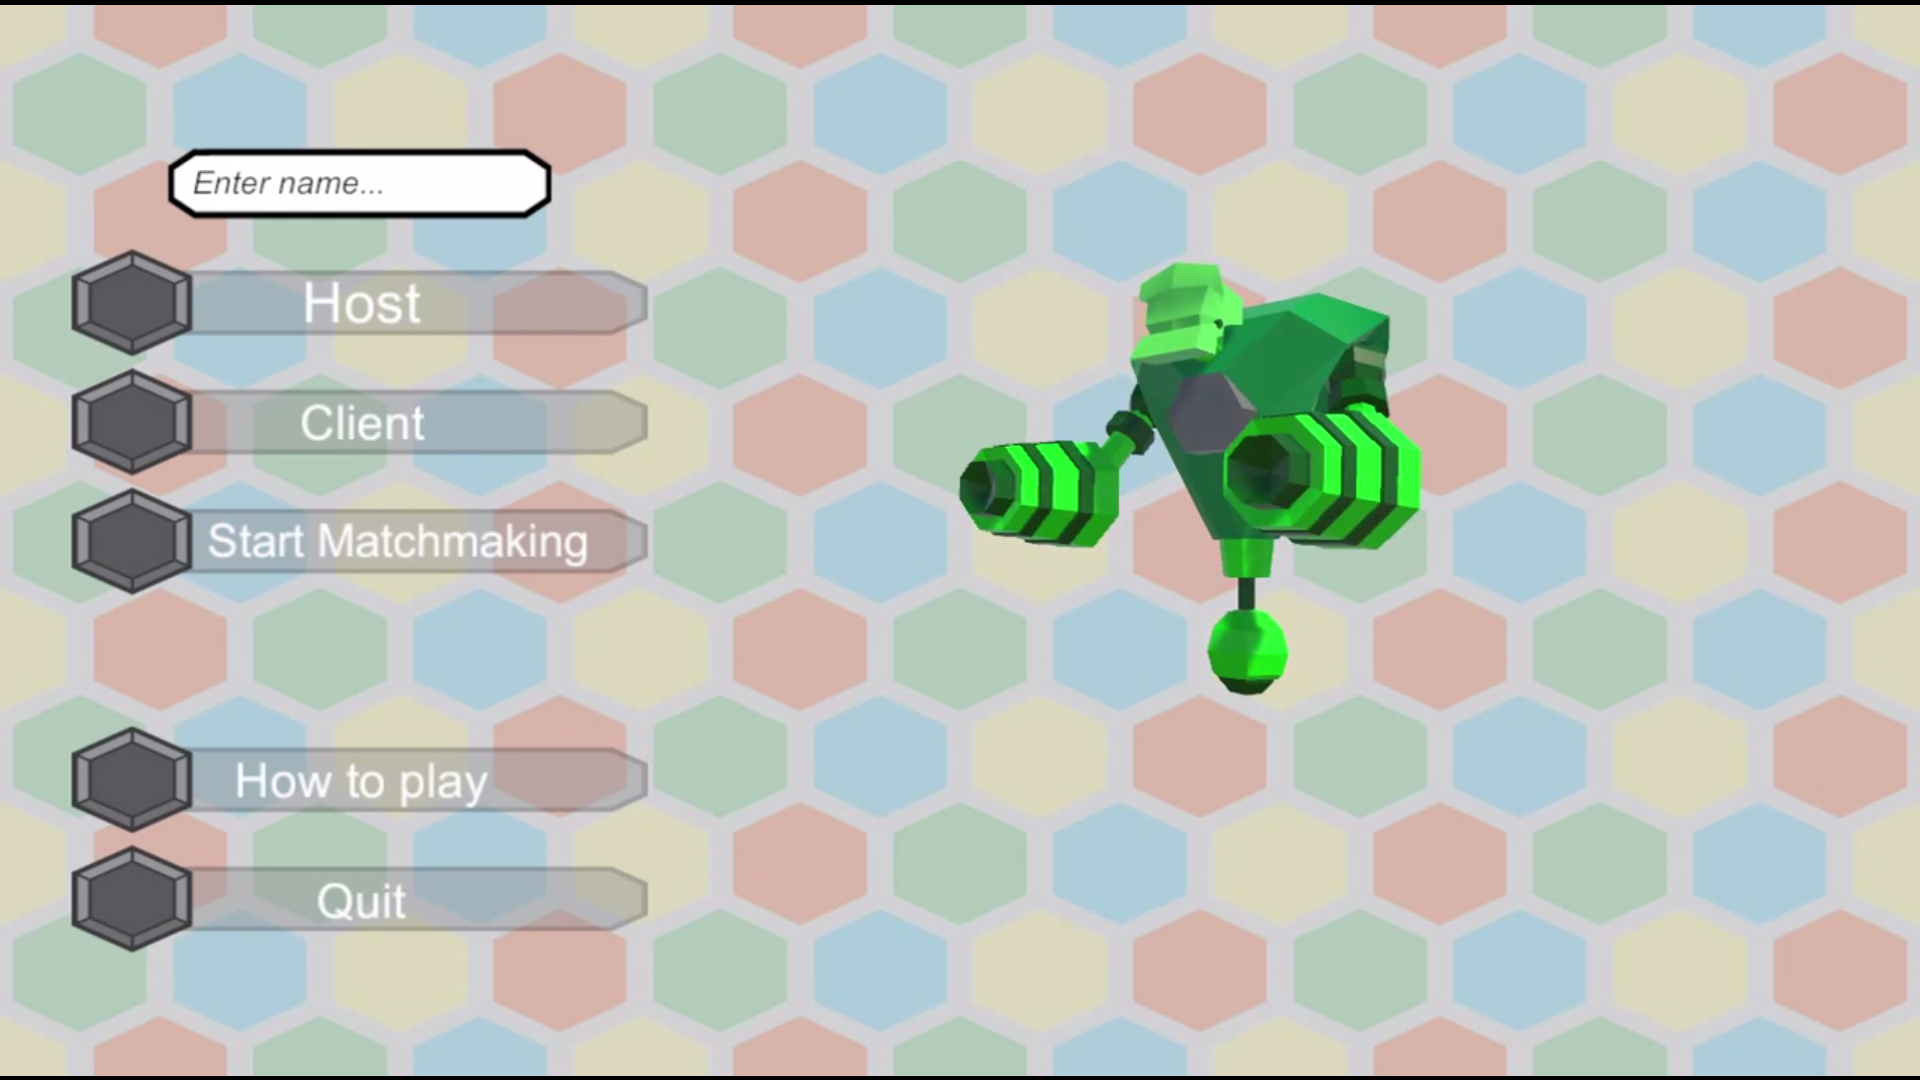 Enter name...
Host
Client
Start Matchmaking
How to play
Quit